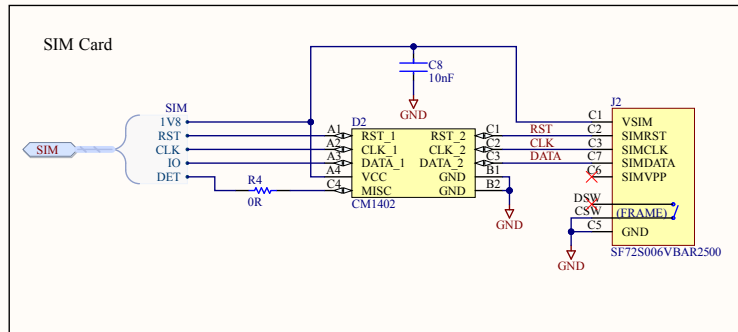 SIM Card
C8
10nF
GND
SIM
SIM
1V8
RST
CLK
IO
DET
R4
0R
D2
A1 RST_1 RST_2 C1
A2 CLK_1 CLK_2 C2
A3 DATA_1 DATA_2 C3
A4 VCC GND B1
C4 MISC GND B2
CM1402
GND
RST
CLK
DATA
J2
C1 VSIM
C2 SIMRST
C3 SIMCLK
C7 SIMDATA
C6 SIMVPP
DSW
CSW (FRAME)
C5 GND
SF72S006VBAR2500
GND